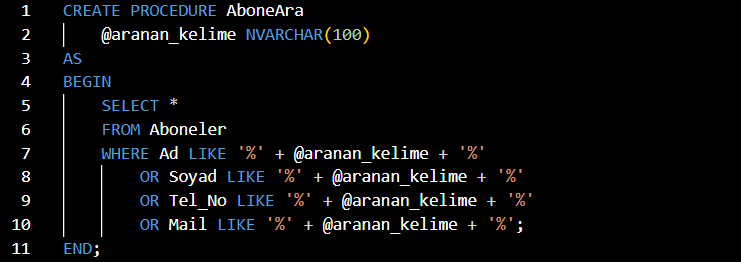 1 CREATE PROCEDURE AboneAra
2 @aranan_kelime NVARCHAR(100)
3 AS
4 BEGIN
5 SELECT *
6 FROM Aboneler
7 WHERE Ad LIKE '%' + @aranan_kelime + '%'
8 OR Soyad LIKE '%' + @aranan_kelime + '%'
9 OR Tel_No LIKE '%' + @aranan_kelime + '%'
10 OR Mail LIKE '%' + @aranan_kelime + '%';
11 END;